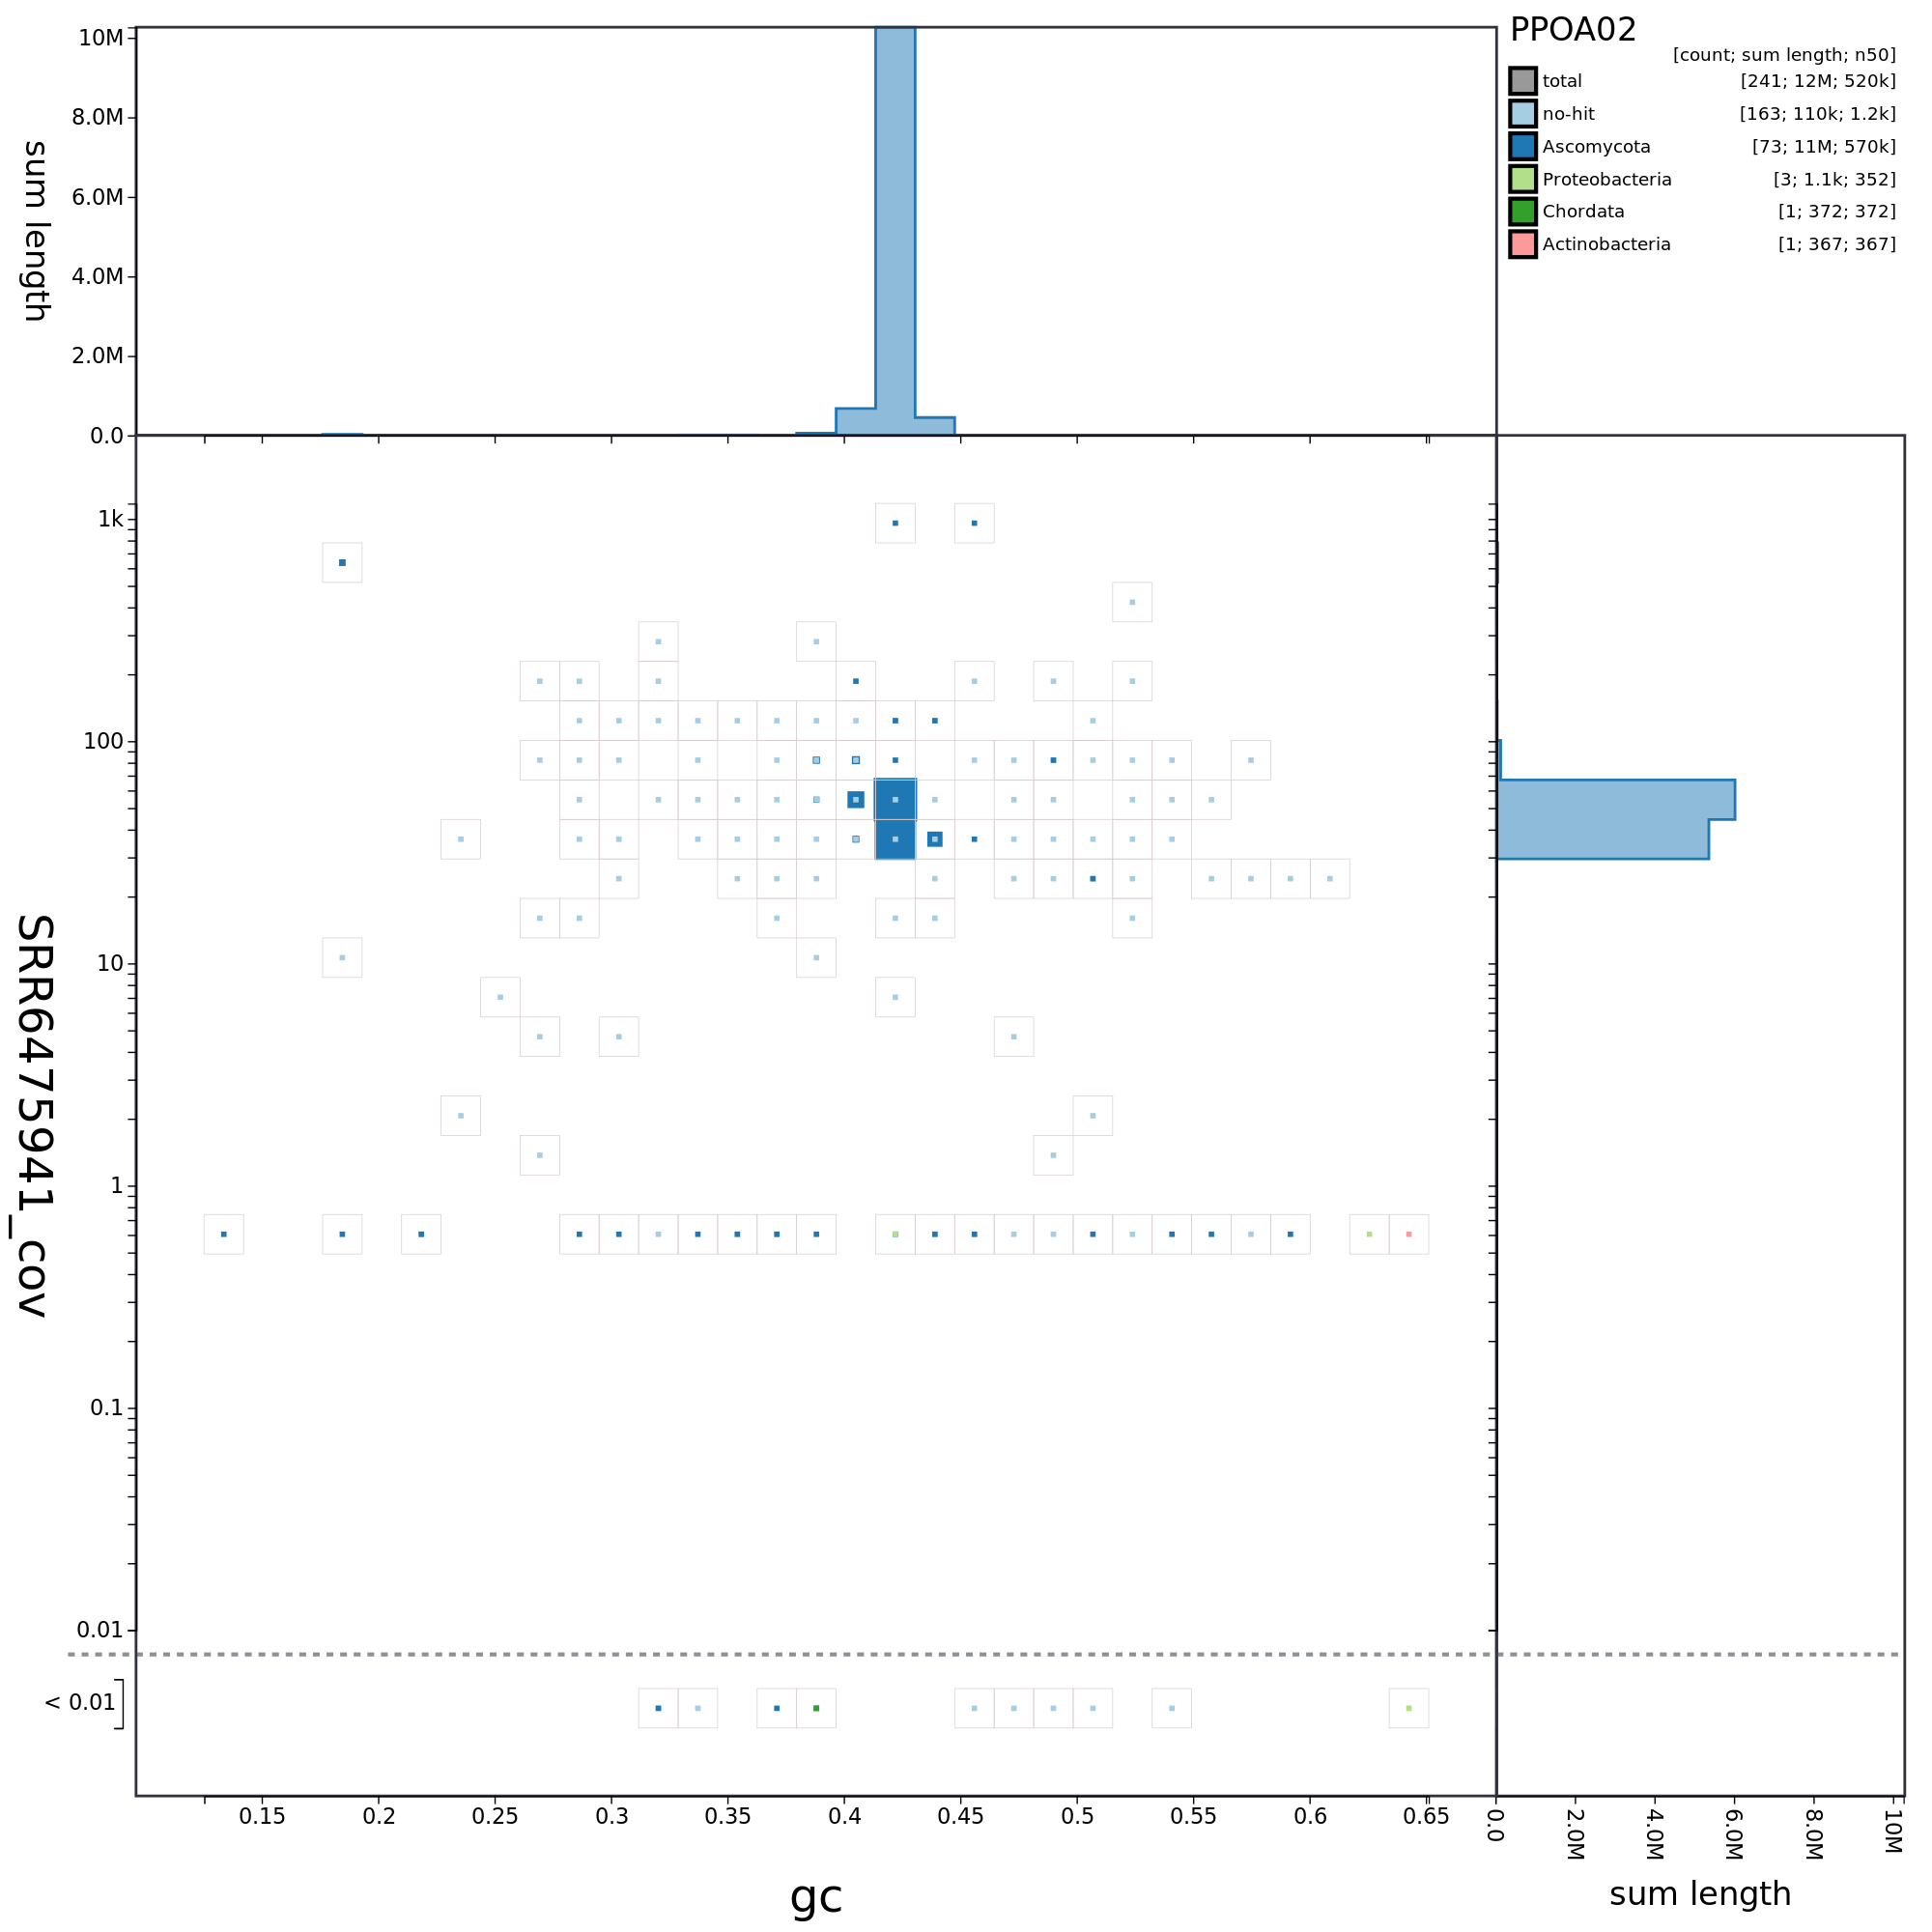 PPOA02
[count; sum length; n50]
total [241; 12M; 520k]
no-hit [163; 110k; 1.2k]
Ascomycota [73; 11M; 570k]
Proteobacteria [3; 1.1k; 352]
Chordata [1; 372; 372]
Actinobacteria [1; 367; 367]
sum length
10M
8.0M
6.0M
4.0M
2.0M
0.0
SRR6475941_cov
1k
100
10
1
0.1
0.01
< 0.01
0.15 0.2 0.25 0.3 0.35 0.4 0.45 0.5 0.55 0.6 0.65
gc
0.0 2.0M 4.0M 6.0M 8.0M 10M
sum length